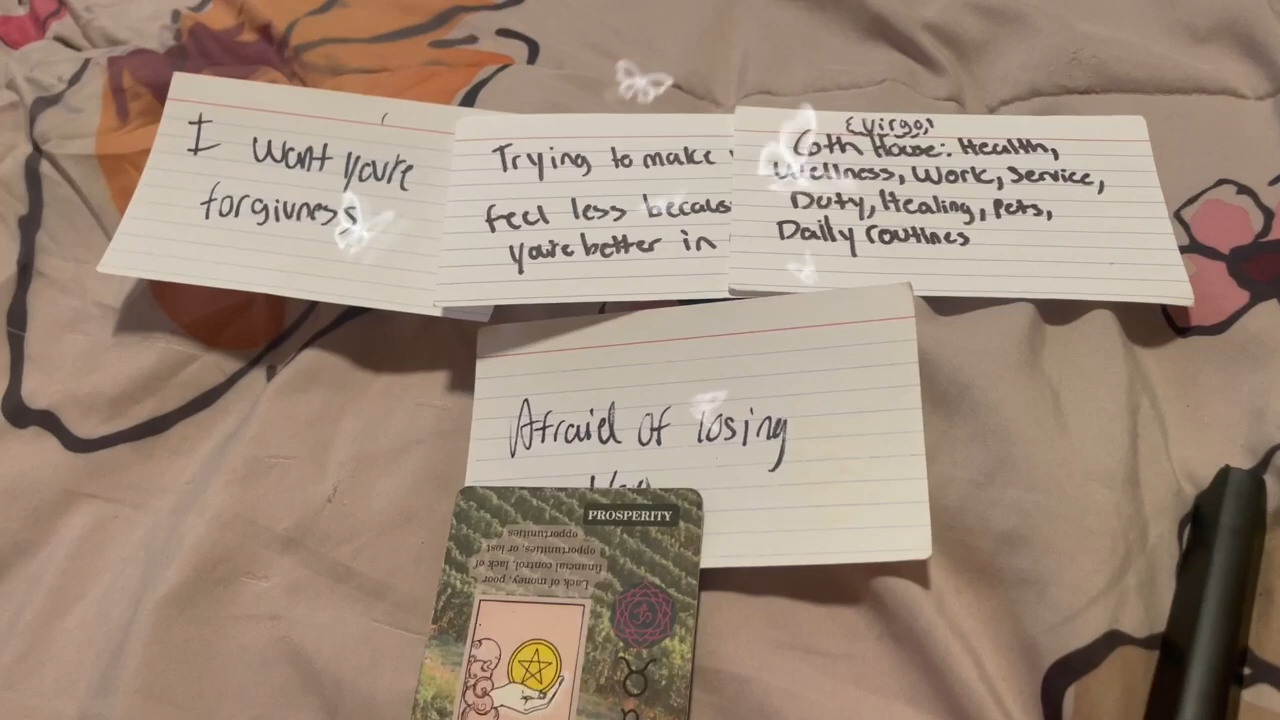 I want you're
forgivness
Trying to make
feel less becaus
you're better in
(Virgo)
6th House: Health,
Wellness, Work, Service,
Duty, Healing, Pets,
Daily routines
Afraid of losing
PROSPERITY
Lack of money, poor
financial control, lack of
opportunities, or lost
opportunities